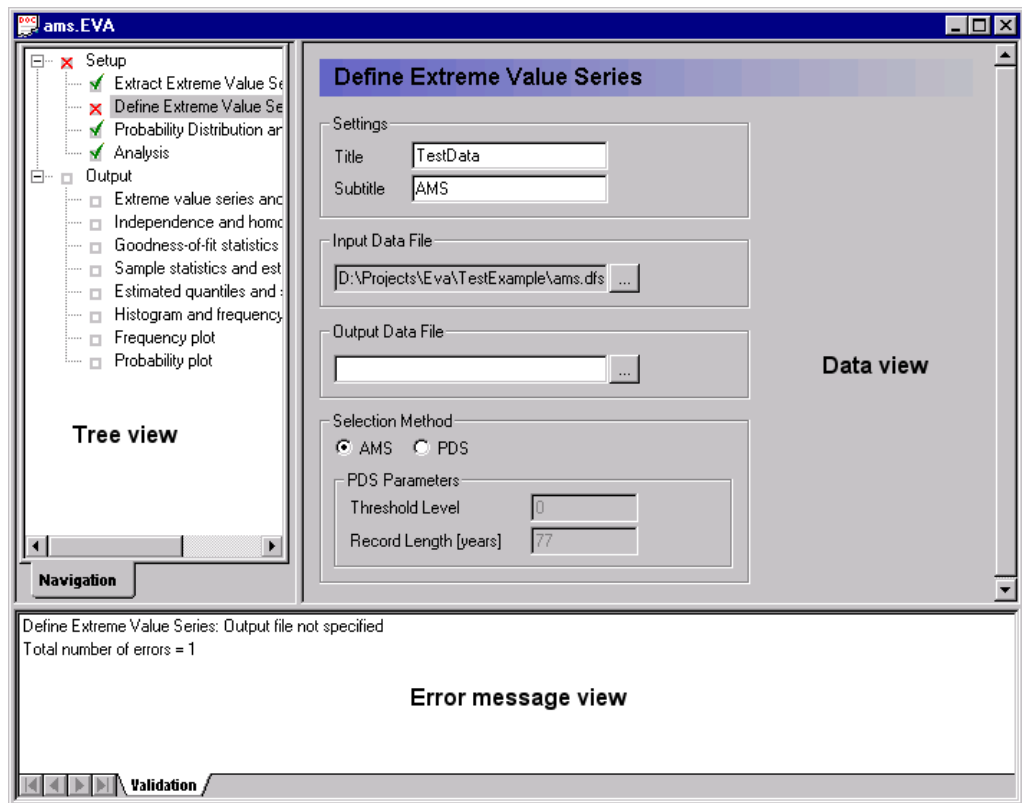 ams.EVA
Setup
Extract Extreme Value Se
Define Extreme Value Se
Probability Distribution an
Analysis
Output
Extreme value series and
Independence and homo
Goodness-of-fit statistics
Sample statistics and est
Estimated quantiles and
Histogram and frequency
Frequency plot
Probability plot
Tree view
Navigation
Define Extreme Value Series
Settings
Title TestData
Subtitle AMS
Input Data File
D:\Projects\Eva\TestExample\ams.dfs ...
Output Data File
...
Data view
Selection Method
AMS PDS
PDS Parameters
Threshold Level 0
Record Length [years] 77
Define Extreme Value Series: Output file not specified
Total number of errors = 1
Error message view
Validation